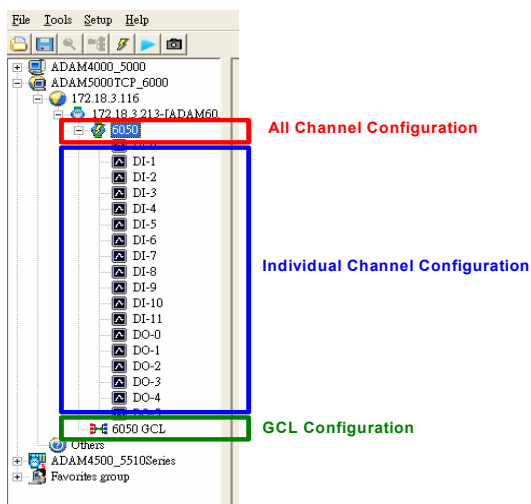 File Tools Setup Help
ADAM4000_5000
ADAM5000TCP_6000
172.18.3.116
172.18.3.213-[ADAM60
6050
All Channel Configuration
DI-1
DI-2
DI-3
DI-4
DI-5
DI-6
DI-7
DI-8
DI-9
DI-10
DI-11
DO-0
DO-1
DO-2
DO-3
DO-4
Individual Channel Configuration
6050 GCL
GCL Configuration
Others
ADAM4500_5510Series
Favorites group